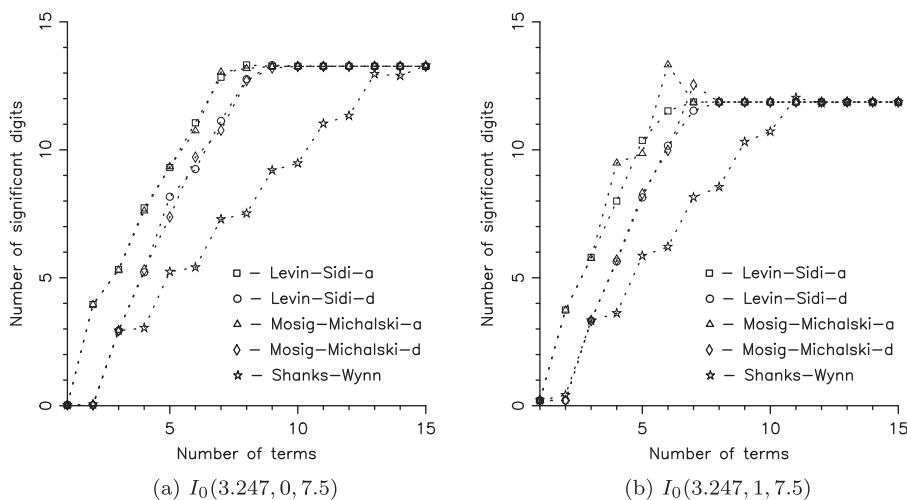 15
10
5
0
Number of significant digits
□ – Levin–Sidi–a
○ – Levin–Sidi–d
△ – Mosig–Michalski–a
◇ – Mosig–Michalski–d
☆ – Shanks–Wynn
5
10
15
Number of terms
(a) I₀(3.247, 0, 7.5)
15
10
5
0
Number of significant digits
□ – Levin–Sidi–a
○ – Levin–Sidi–d
△ – Mosig–Michalski–a
◇ – Mosig–Michalski–d
☆ – Shanks–Wynn
5
10
15
Number of terms
(b) I₀(3.247, 1, 7.5)